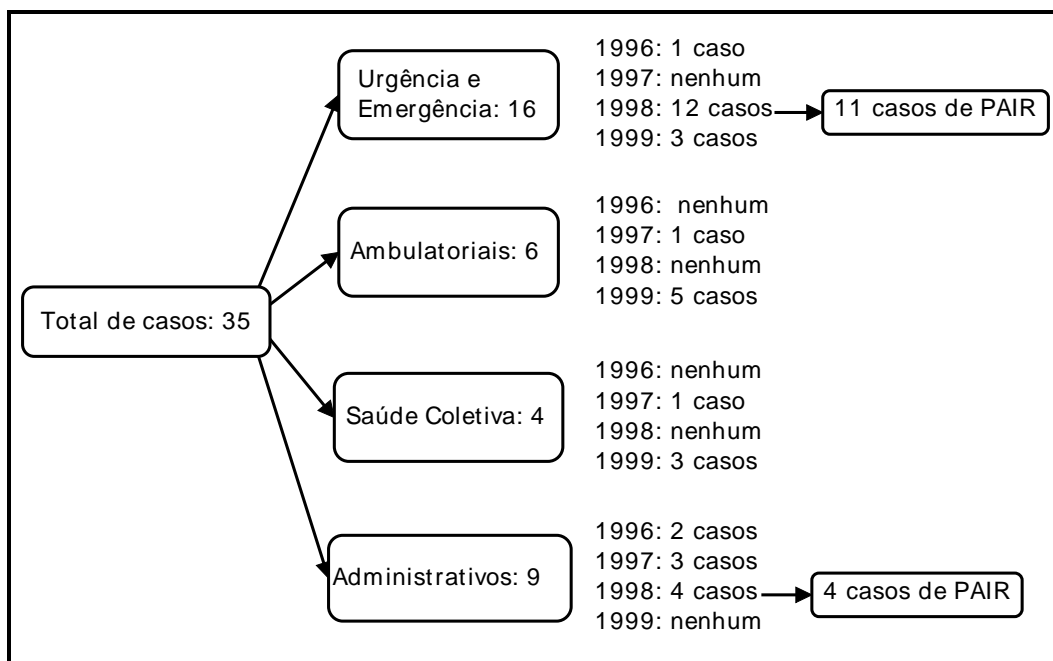 Total de casos: 35
Urgência e
Emergência: 16
1996: 1 caso
1997: nenhum
1998: 12 casos
1999: 3 casos
11 casos de PAIR
Ambulatoriais: 6
1996: nenhum
1997: 1 caso
1998: nenhum
1999: 5 casos
Saúde Coletiva: 4
1996: nenhum
1997: 1 caso
1998: nenhum
1999: 3 casos
Administrativos: 9
1996: 2 casos
1997: 3 casos
1998: 4 casos
1999: nenhum
4 casos de PAIR